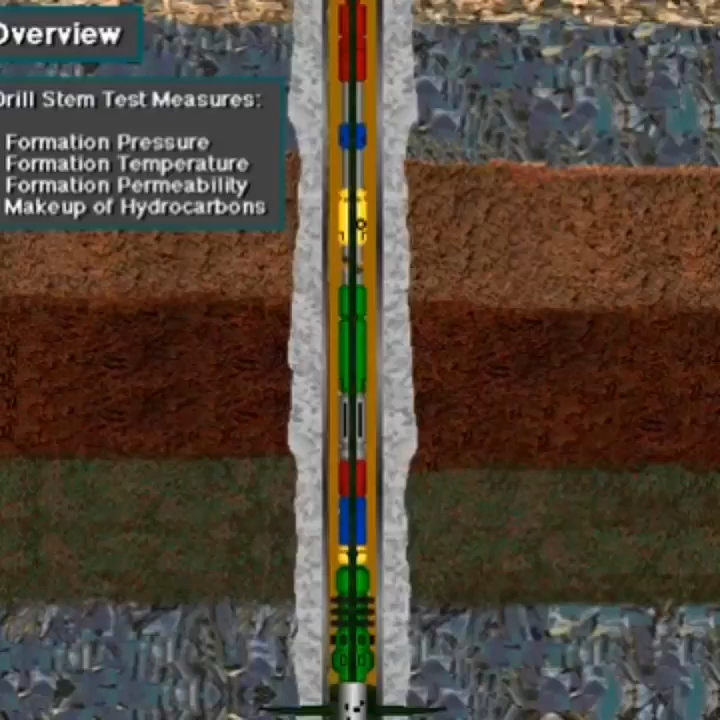 Overview
Drill Stem Test Measures:
Formation Pressure
Formation Temperature
Formation Permeability
Makeup of Hydrocarbons